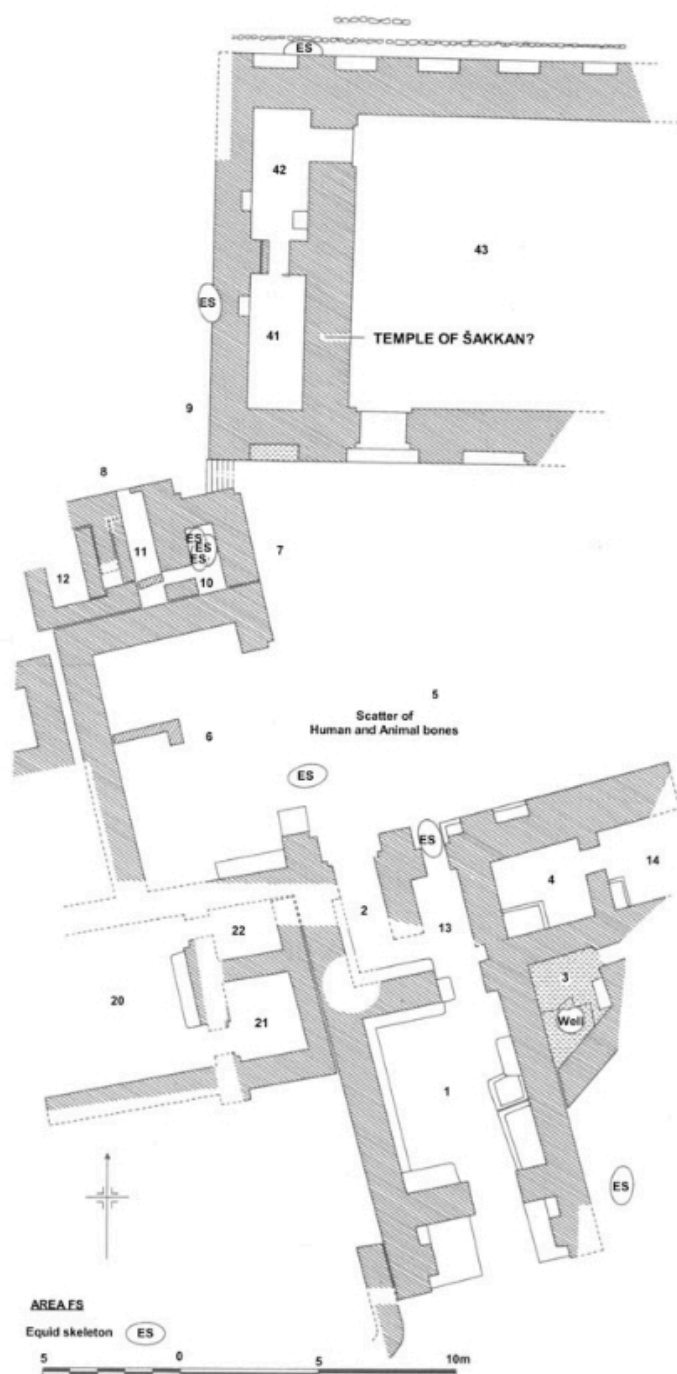 ES
42
43
ES
41
TEMPLE OF ŠAKKAN?
9
8
ES
11
ES
7
ES
12
10
5
Scatter of
Human and Animal bones
6
ES
ES
4
14
2
13
22
3
20
Well
21
1
ES
AREA FS
Equid skeleton ES
5 0 5 10m